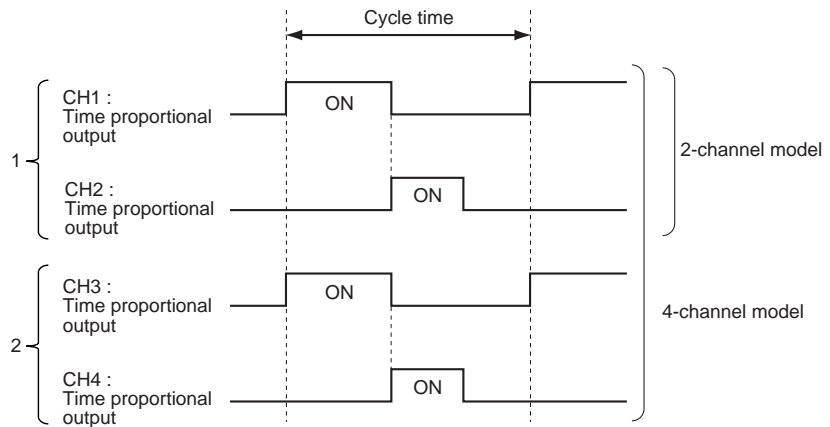 Cycle time
CH1 :
Time proportional
output
ON
1
2-channel model
CH2 :
Time proportional
output
ON
CH3 :
Time proportional
output
ON
4-channel model
2
CH4 :
Time proportional
output
ON